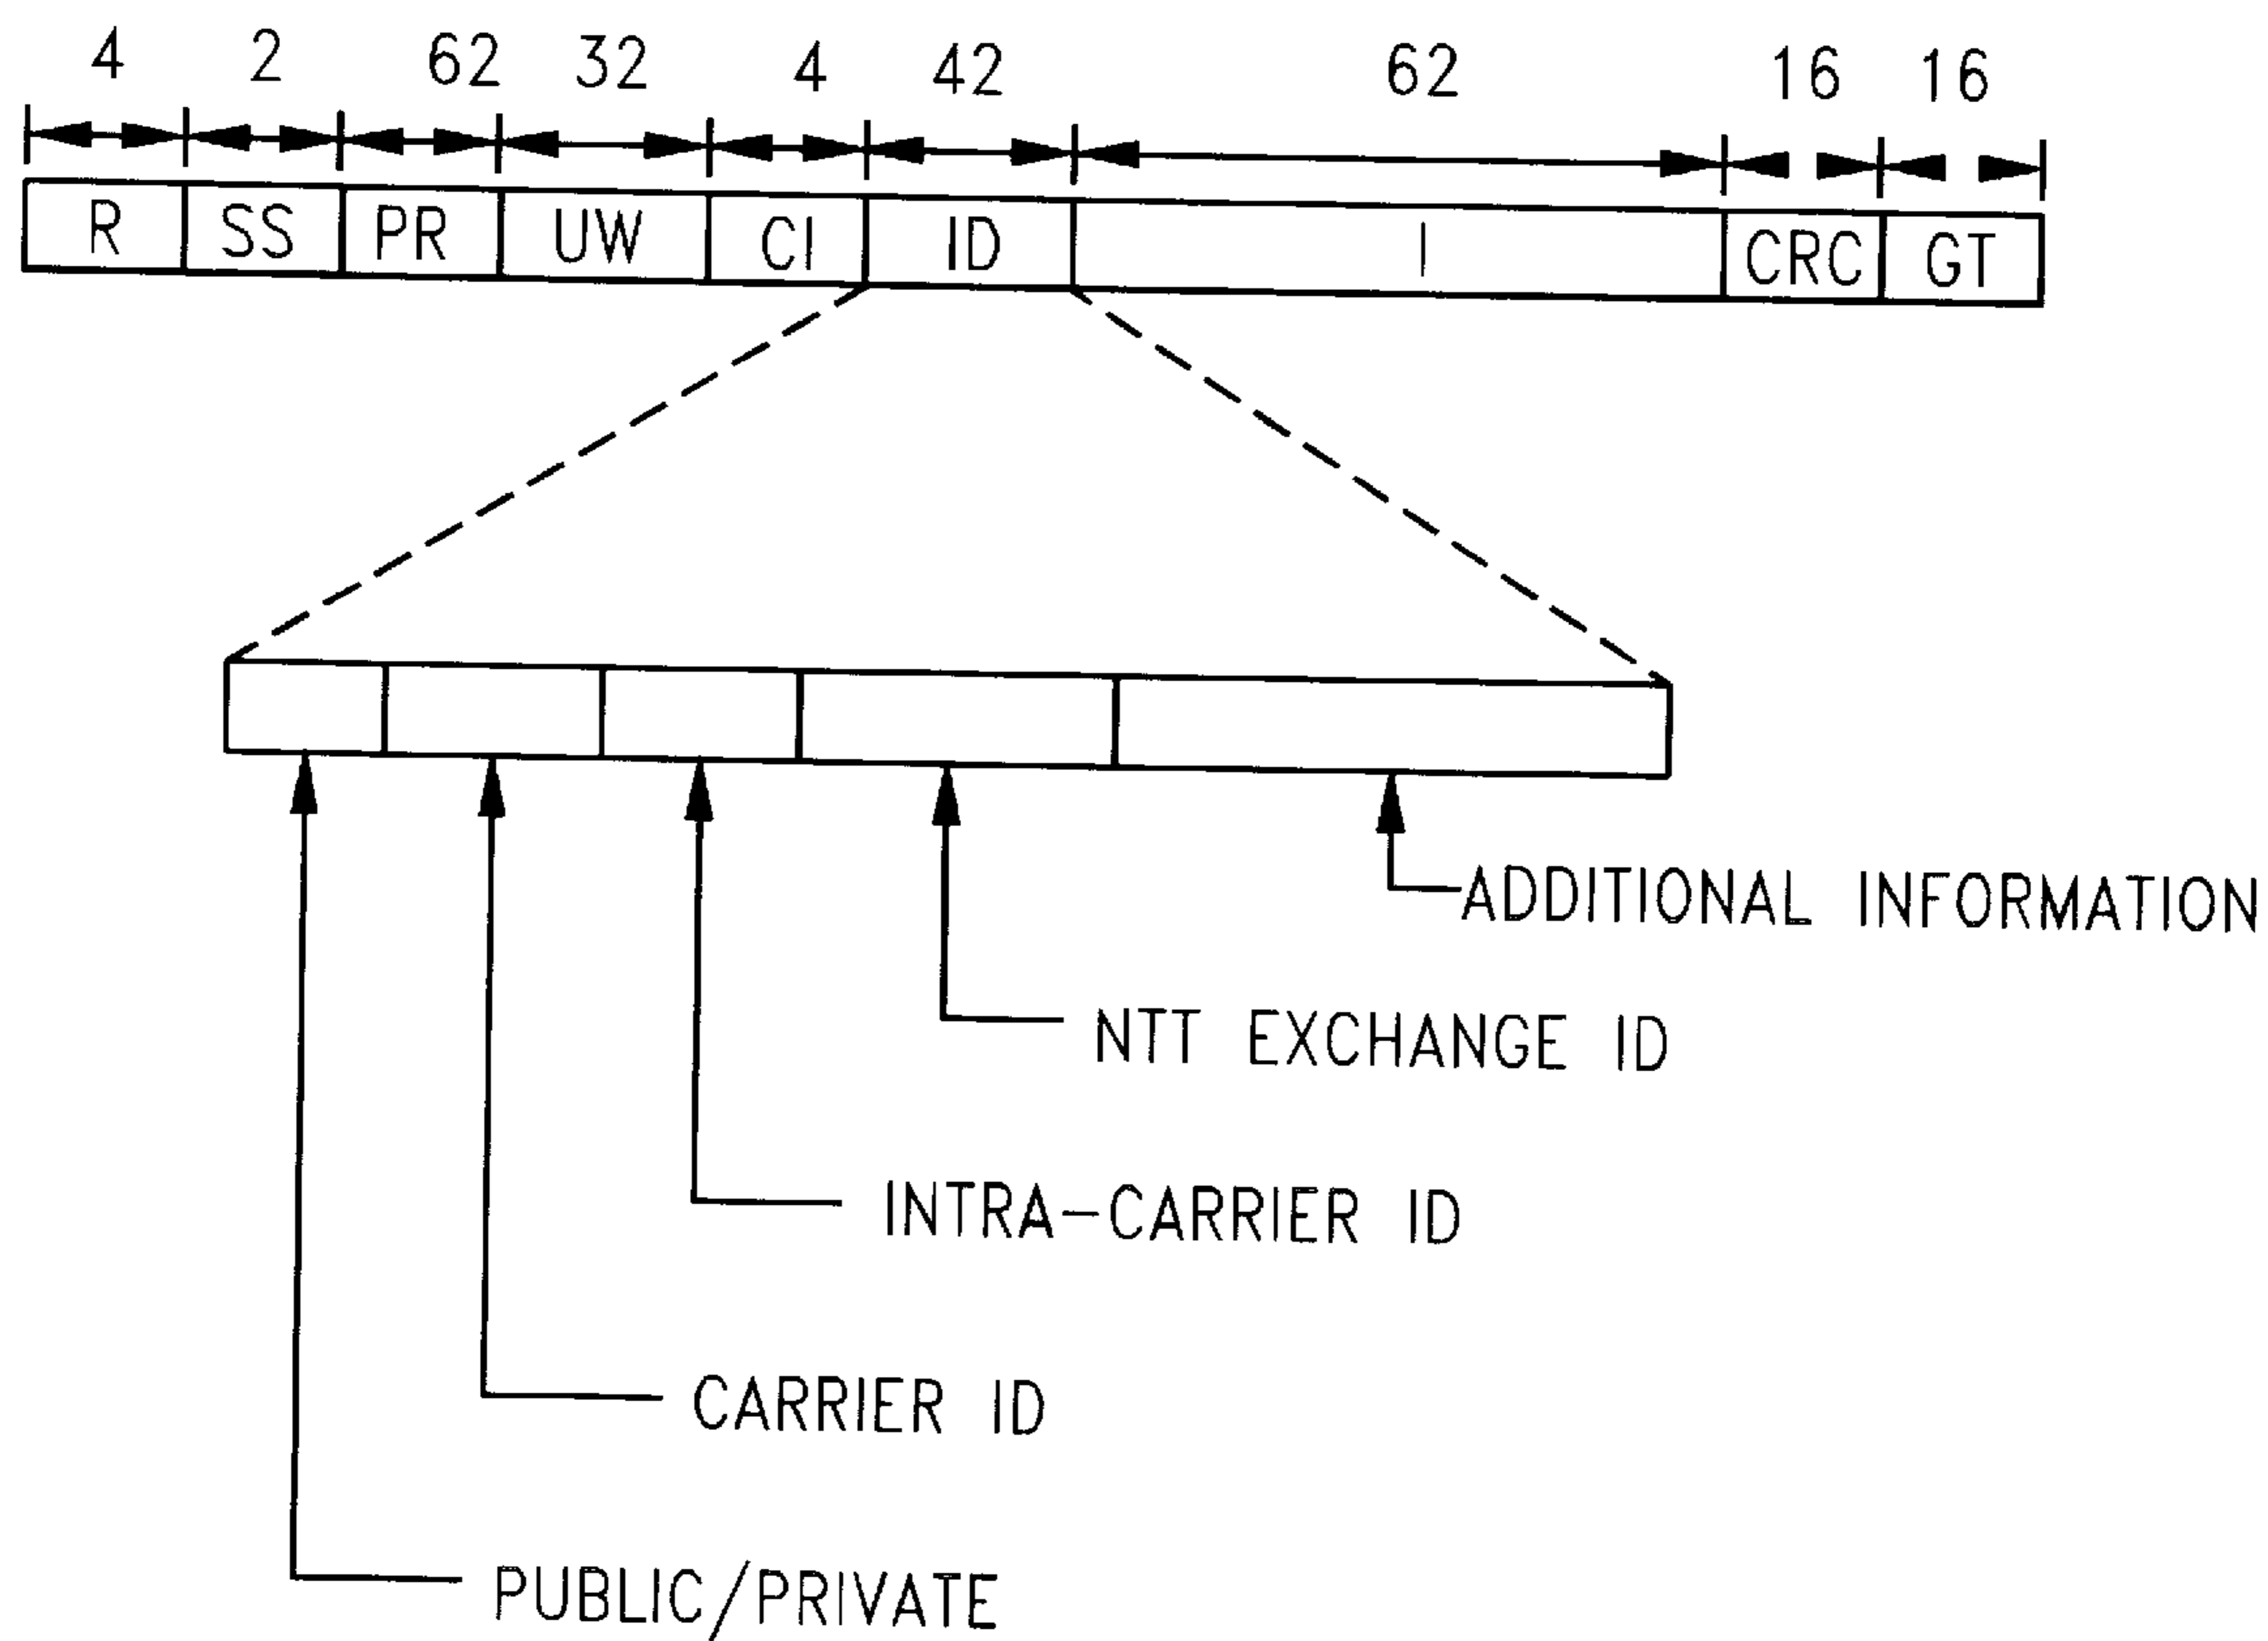 4 2 62 32 4 42 62 16 16
R SS PR UW CI ID I CRC GT
ADDITIONAL INFORMATION
NTT EXCHANGE ID
INTRA-CARRIER ID
CARRIER ID
PUBLIC/PRIVATE